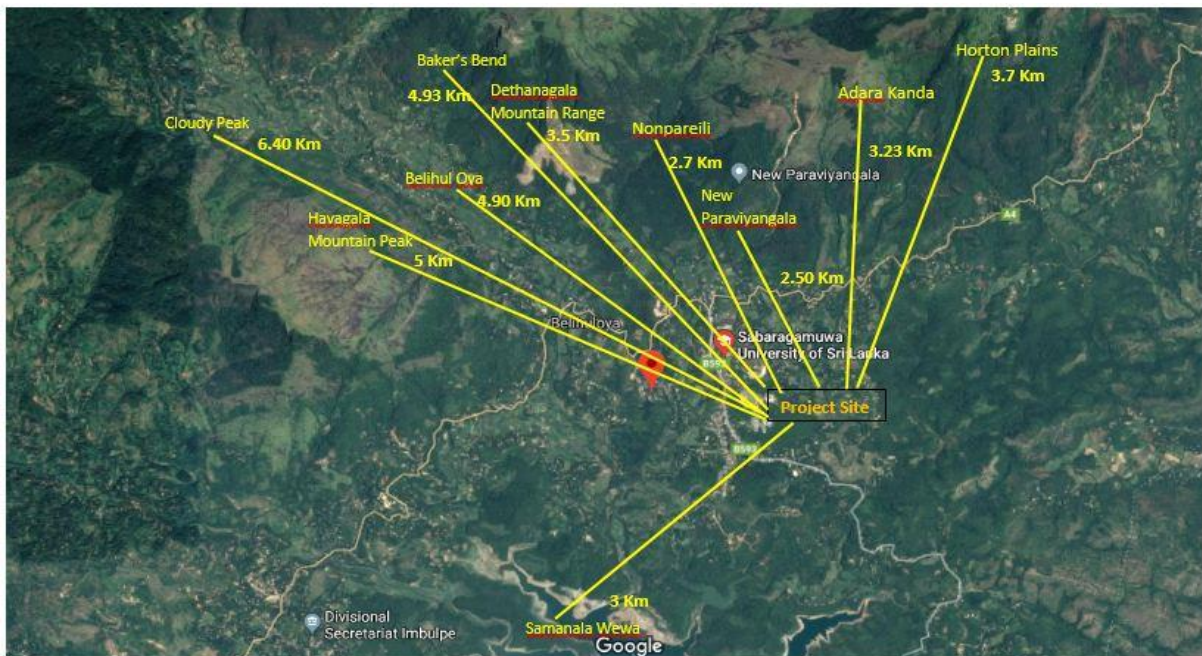 Horton Plains
3.7 Km
Baker's Bend
4.93 Km
Dethanagala
Mountain Range
3.5 Km
Adara Kanda
3.23 Km
Cloudy Peak
6.40 Km
Nonpareili
2.7 Km
New Paraviyangala
Belihul Oya
4.90 Km
New
Paraviyangala
2.50 Km
Havagala
Mountain Peak
5 Km
A4
Belihuloya
Sabaragamuwa
University of Sri Lanka
B593
Project Site
B593
3 Km
Samanala Wewa
Divisional
Secretariat Imbulpe
Google